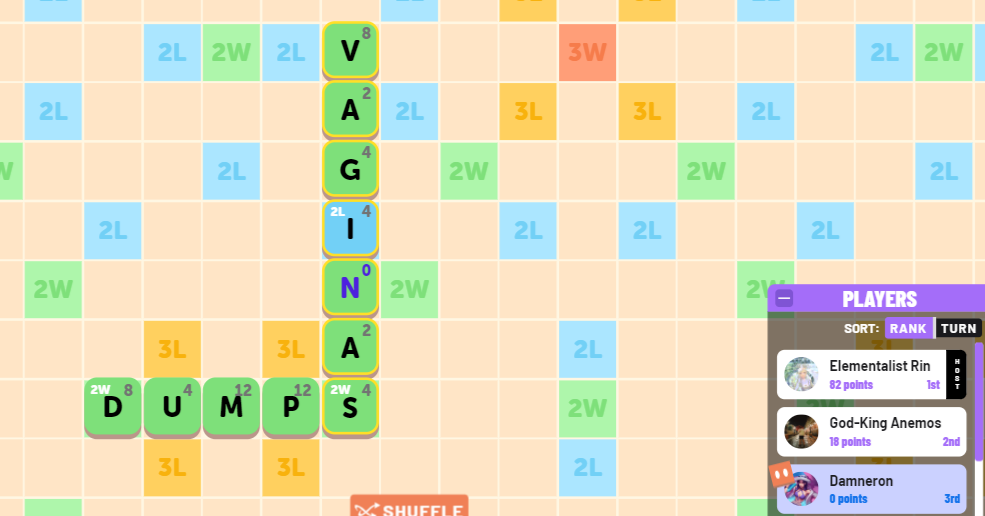 2L 2W 2L V 8 3W 2L 2W
2L A 2 2L 3L 3L 2L
W 2L G 4 2W 2W 2L
2L 2L I 4 2L 2L 2L
2W N 0 2W 2W
PLAYERS
SORT: RANK TURN
3L 3L A 2 2L
Elementalist Rin
82 points 1st
HOST
2W D 8 U 4 M 12 P 12 2W S 4 2W
God-King Anemos
18 points 2nd
3L 3L 2L
Damneron
0 points 3rd
SHUFFLE